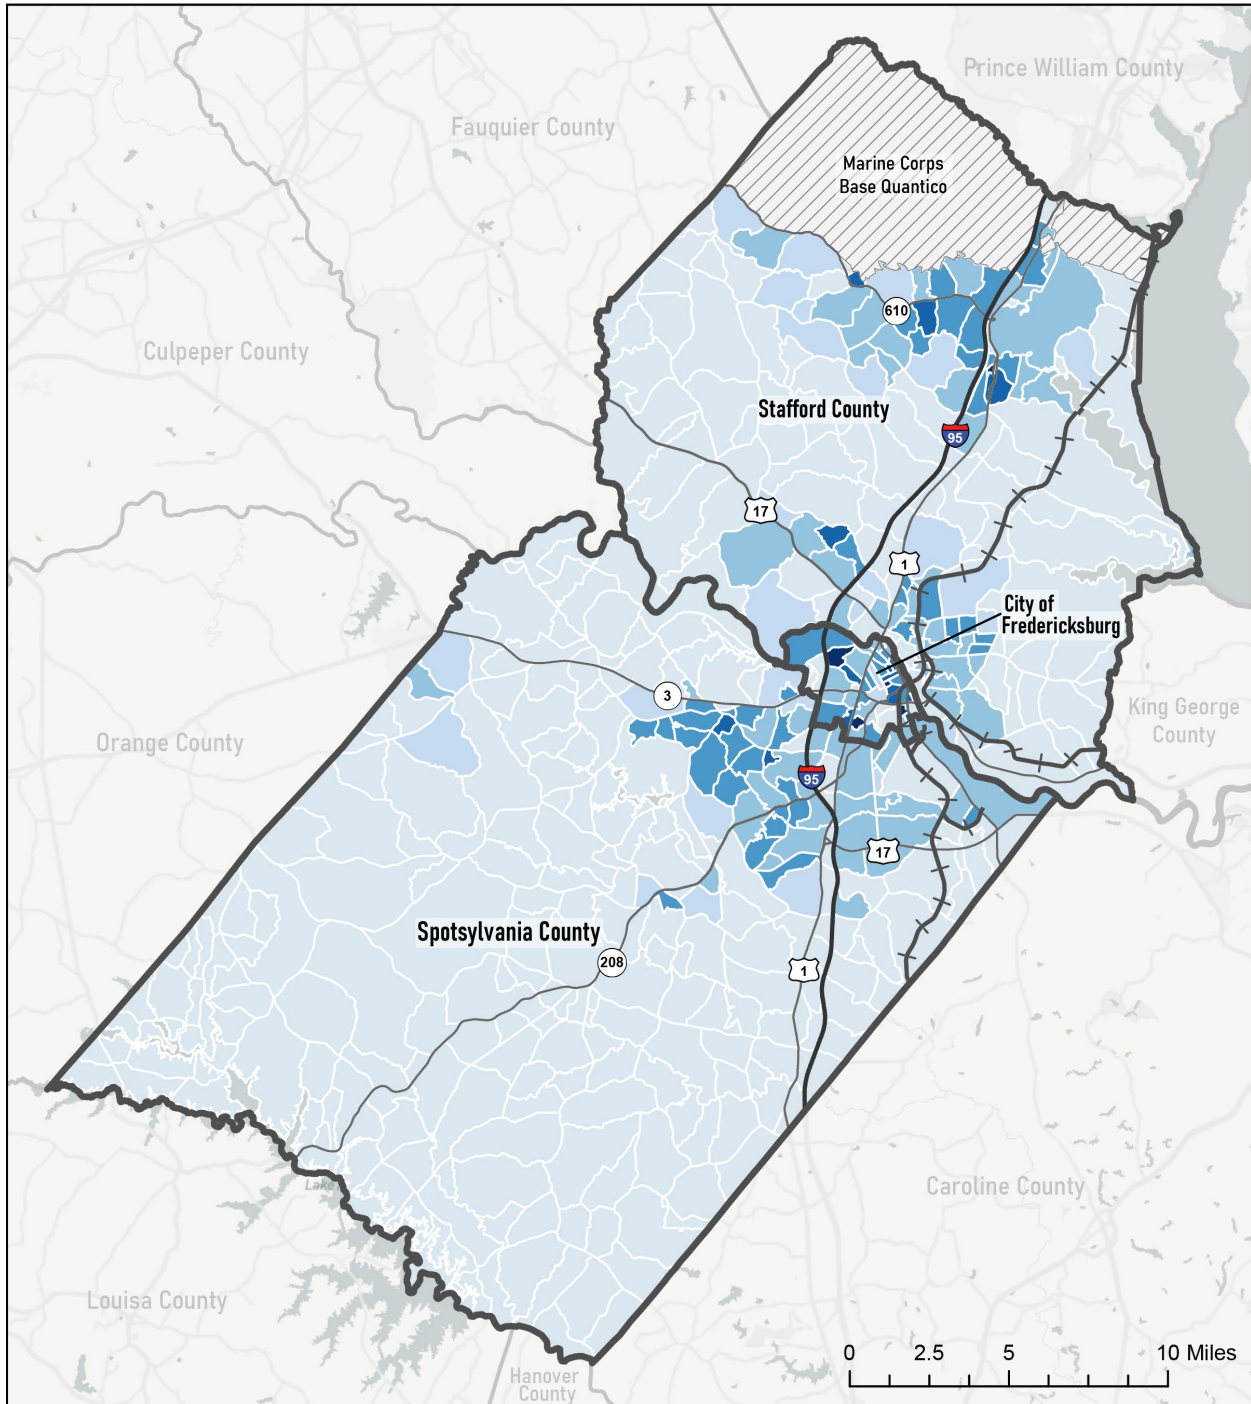 Prince William County
Fauquier County
Marine Corps
Base Quantico
610
Culpeper County
Stafford County
95
17
1
City of
Fredericksburg
3
King George
County
Orange County
95
17
Spotsylvania County
208
1
Caroline County
Lake
Louisa County
0 2.5 5 10 Miles
Hanover
County